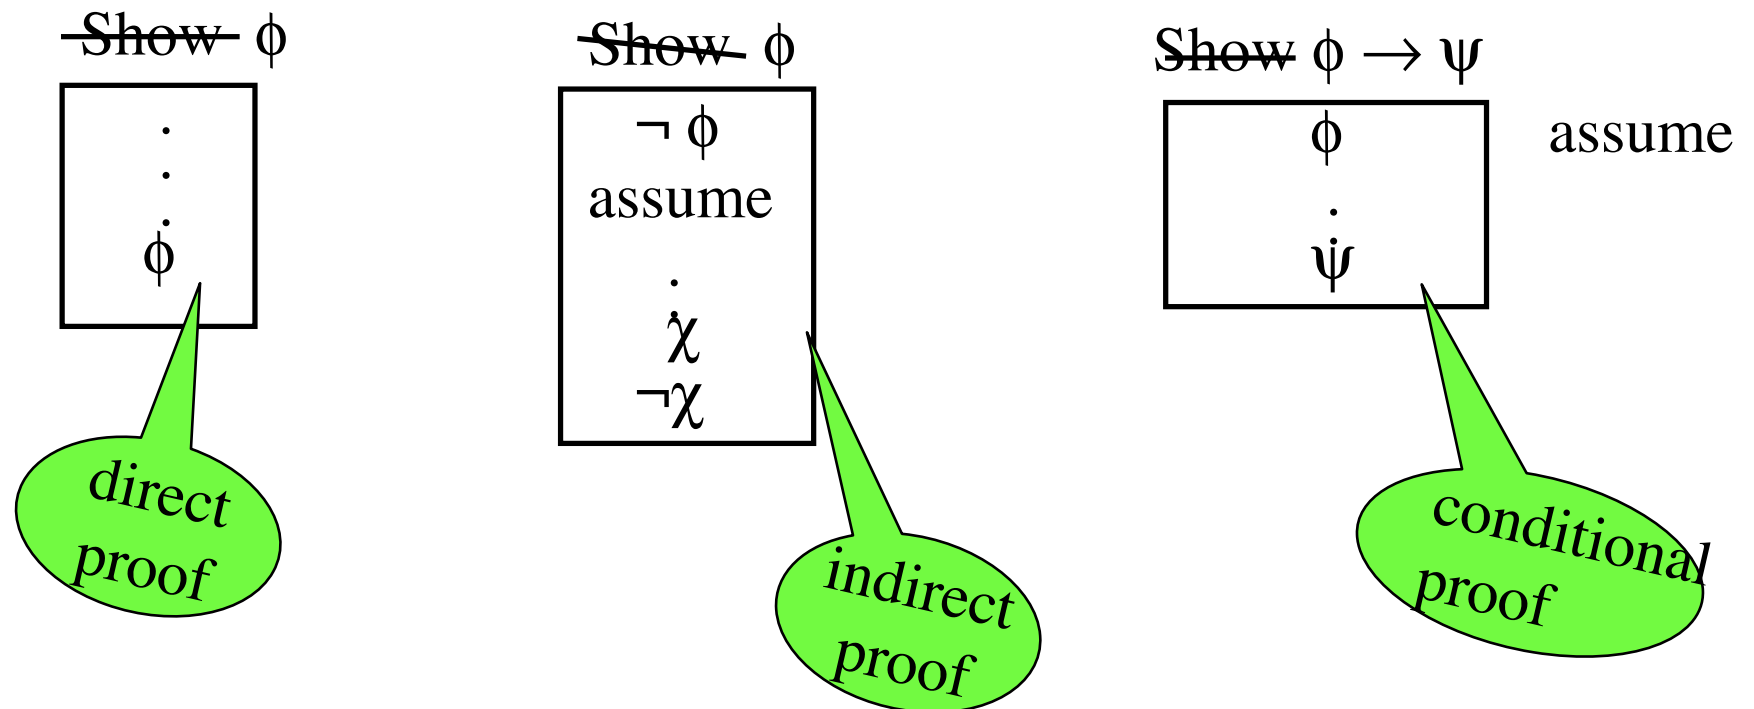 Show ϕ
.
.
.
ϕ
direct
proof
Show ϕ
¬ ϕ
assume
.
.
χ
¬χ
indirect
proof
Show ϕ → ψ
ϕ assume
.
.
ψ
conditional
proof